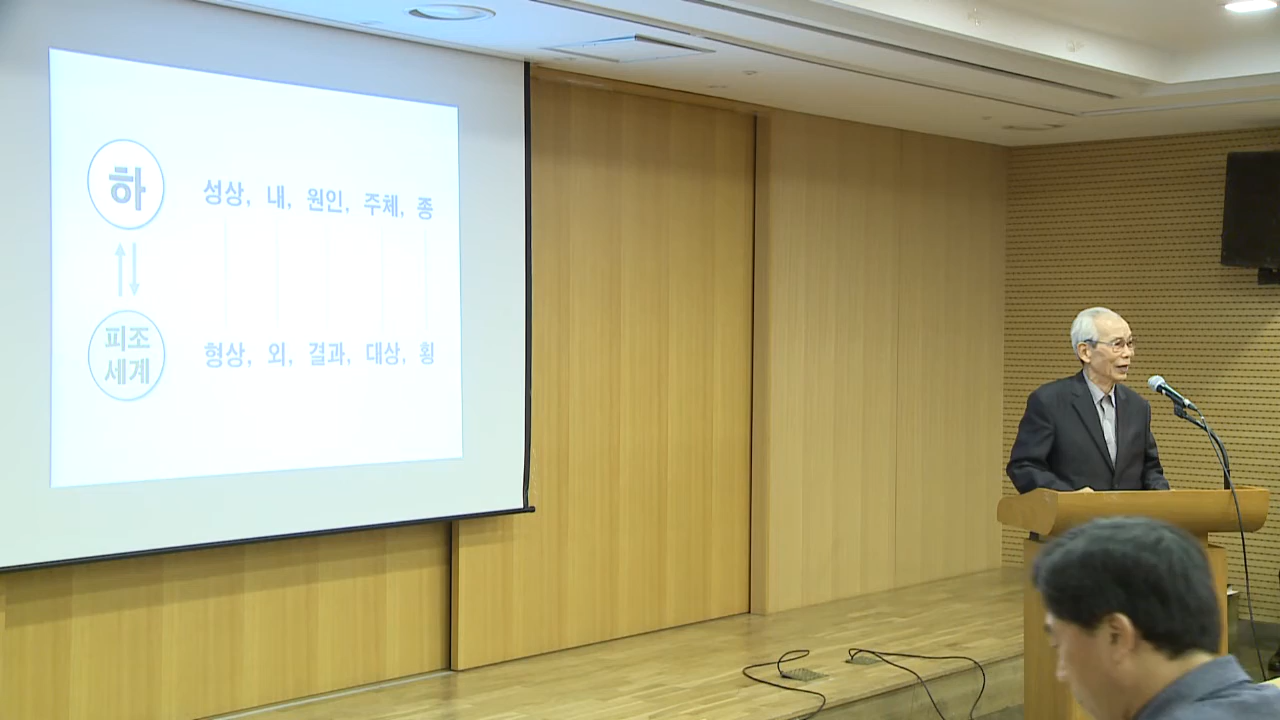 하 성상, 내, 원인, 주체, 종
피조
세계
형상, 외, 결과, 대상, 횡